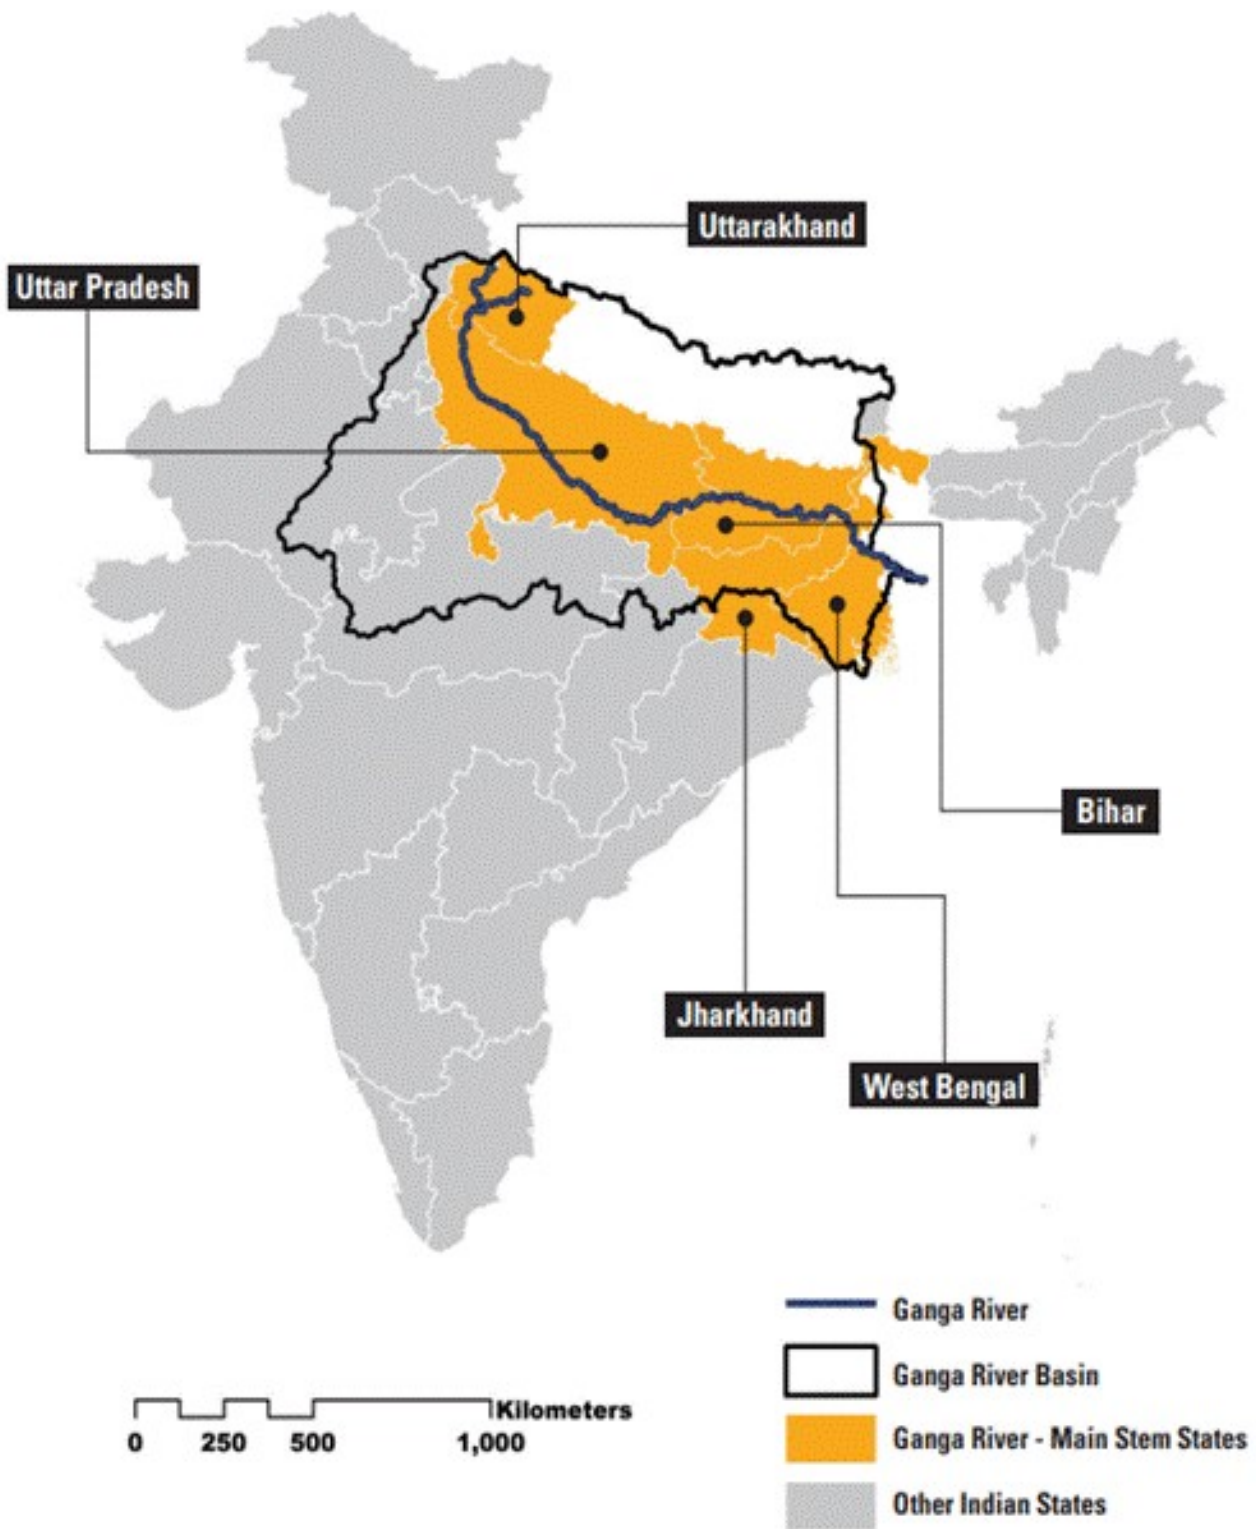 Uttarakhand
Uttar Pradesh
Bihar
Jharkhand
West Bengal
Ganga River
Ganga River Basin
Kilometers
0 250 500 1,000
Ganga River - Main Stem States
Other Indian States